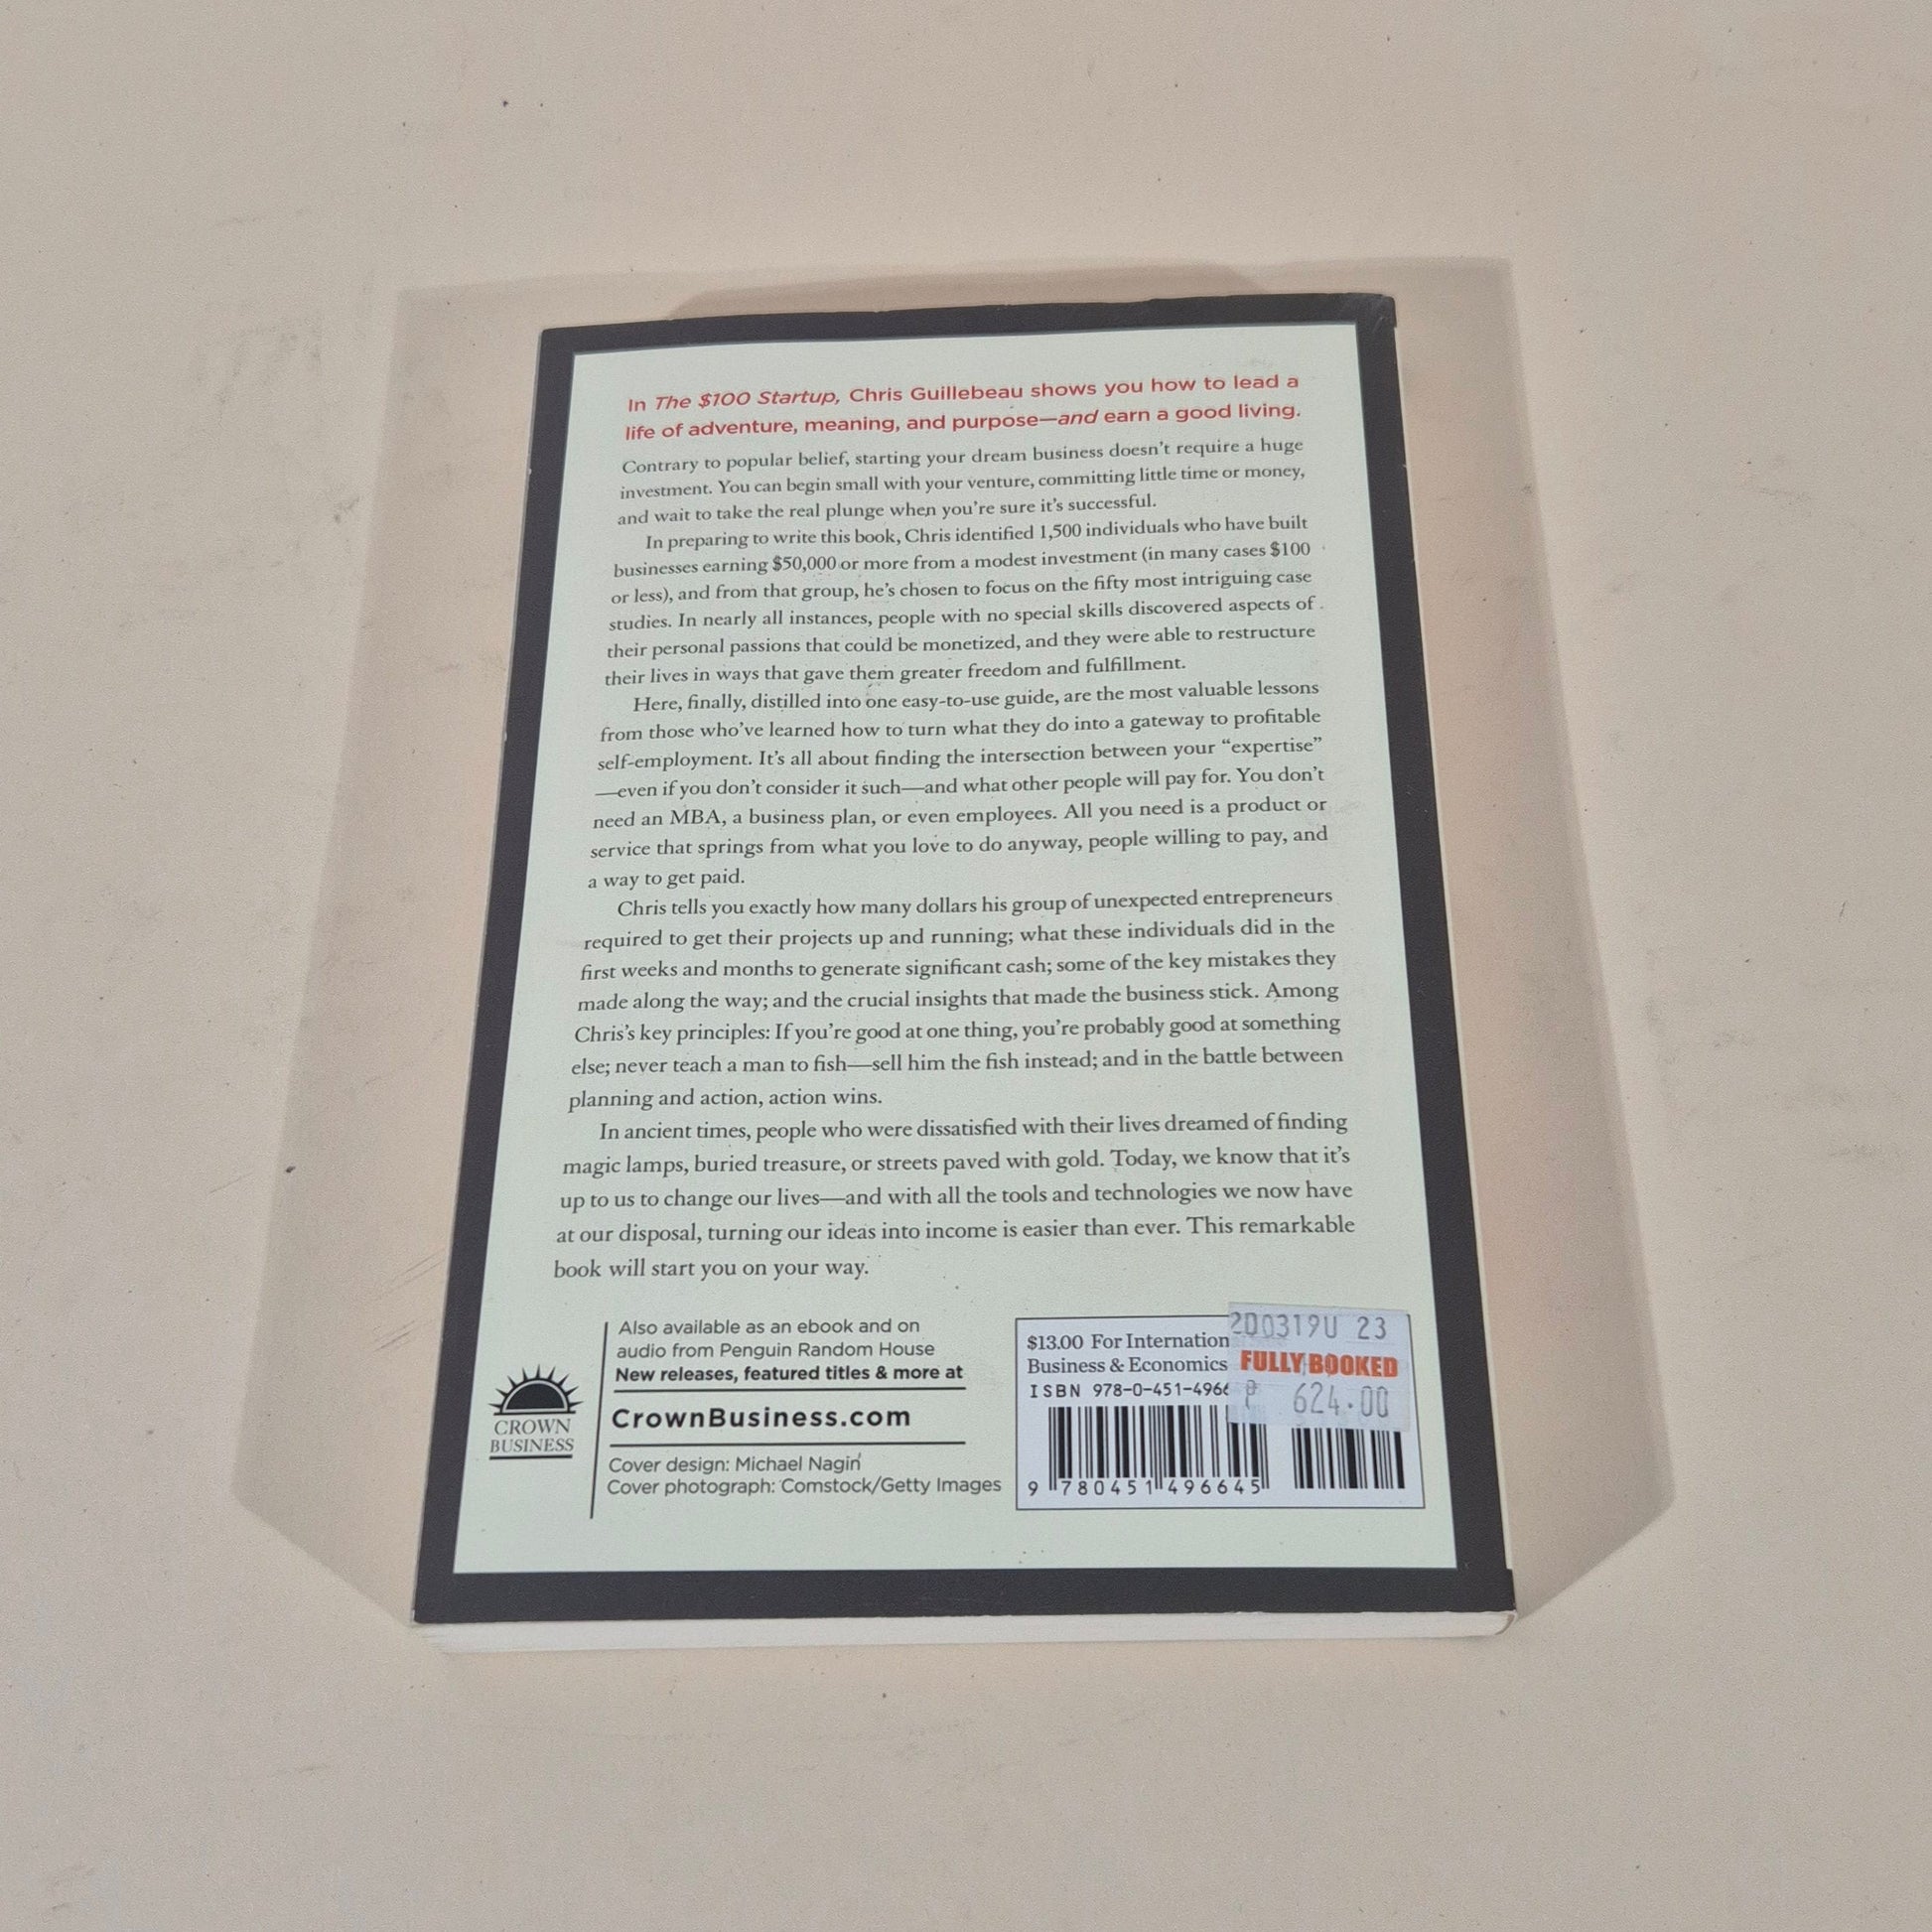 In The $100 Startup, Chris Guillebeau shows you how to lead a
life of adventure, meaning, and purpose—and earn a good living.
Contrary to popular belief, starting your dream business doesn't require a huge
investment. You can begin small with your venture, committing little time or money,
and wait to take the real plunge when you're sure it's successful.
In preparing to write this book, Chris identified 1,500 individuals who have built
businesses earning $50,000 or more from a modest investment (in many cases $100
or less), and from that group, he's chosen to focus on the fifty most intriguing case
studies. In nearly all instances, people with no special skills discovered aspects of
their personal passions that could be monetized, and they were able to restructure
their lives in ways that gave them greater freedom and fulfillment.
Here, finally, distilled into one easy-to-use guide, are the most valuable lessons
from those who've learned how to turn what they do into a gateway to profitable
self-employment. It's all about finding the intersection between your “expertise”
—even if you don't consider it such—and what other people will pay for. You don't
need an MBA, a business plan, or even employees. All you need is a product or
service that springs from what you love to do anyway, people willing to pay, and
a way to get paid.
Chris tells you exactly how many dollars his group of unexpected entrepreneurs
required to get their projects up and running; what these individuals did in the
first weeks and months to generate significant cash; some of the key mistakes they
made along the way; and the crucial insights that made the business stick. Among
Chris's key principles: If you're good at one thing, you're probably good at something
else; never teach a man to fish—sell him the fish instead; and in the battle between
planning and action, action wins.
In ancient times, people who were dissatisfied with their lives dreamed of finding
magic lamps, buried treasure, or streets paved with gold. Today, we know that it's
up to us to change our lives—and with all the tools and technologies we now have
at our disposal, turning our ideas into income is easier than ever. This remarkable
book will start you on your way.
CROWN
BUSINESS
Also available as an ebook and on
audio from Penguin Random House
New releases, featured titles & more at
CrownBusiness.com
Cover design: Michael Nagin
Cover photograph: Comstock/Getty Images
$13.00 For Internation
Business & Economics
ISBN 978-0-451-496
200319U 23
FULLY BOOKED
₱ 624.00
9 780451 496645